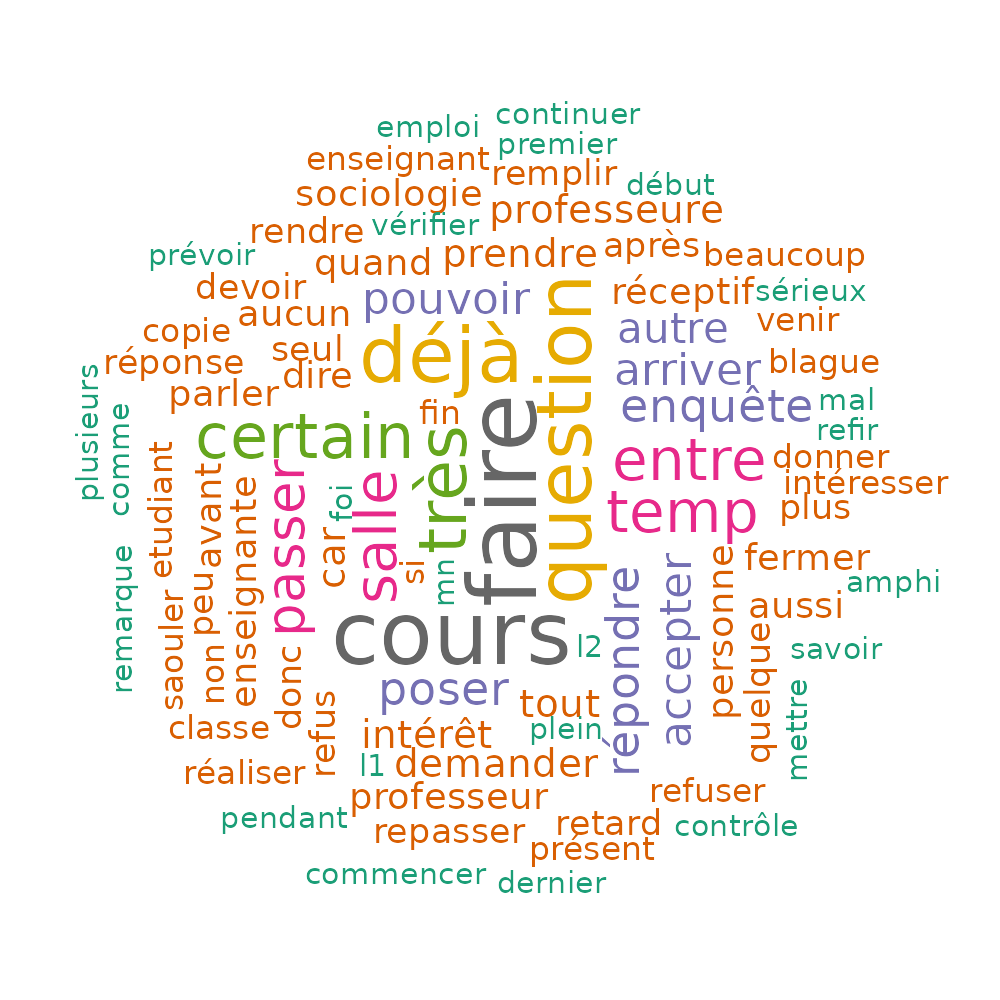 continuer
emploi
premier
enseignant
remplir
début
sociologie
professeure
vérifier
rendre
après
beaucoup
prévoir
quand
prendre
devoir
pouvoir
réceptif
sérieux
aucun
copie
autre
venir
seul
déjà
question
réponse
dire
arriver
blague
parler
fin
enquête
mal
plusieurs
comme
certain
très
faire
refir
entre
donner
intéresser
etudiant
avant
enseignante
passer
salle
foi
temp
plus
car
si
mn
remarque
saouler
peu
non
fermer
amphi
cours
l2
répondre
accepter
personne
aussi
quelque
savoir
donc
poser
refus
tout
mettre
classe
intérêt
plein
réaliser
l1
demander
professeur
refuser
pendant
repasser
retard
contrôle
présent
commencer
dernier